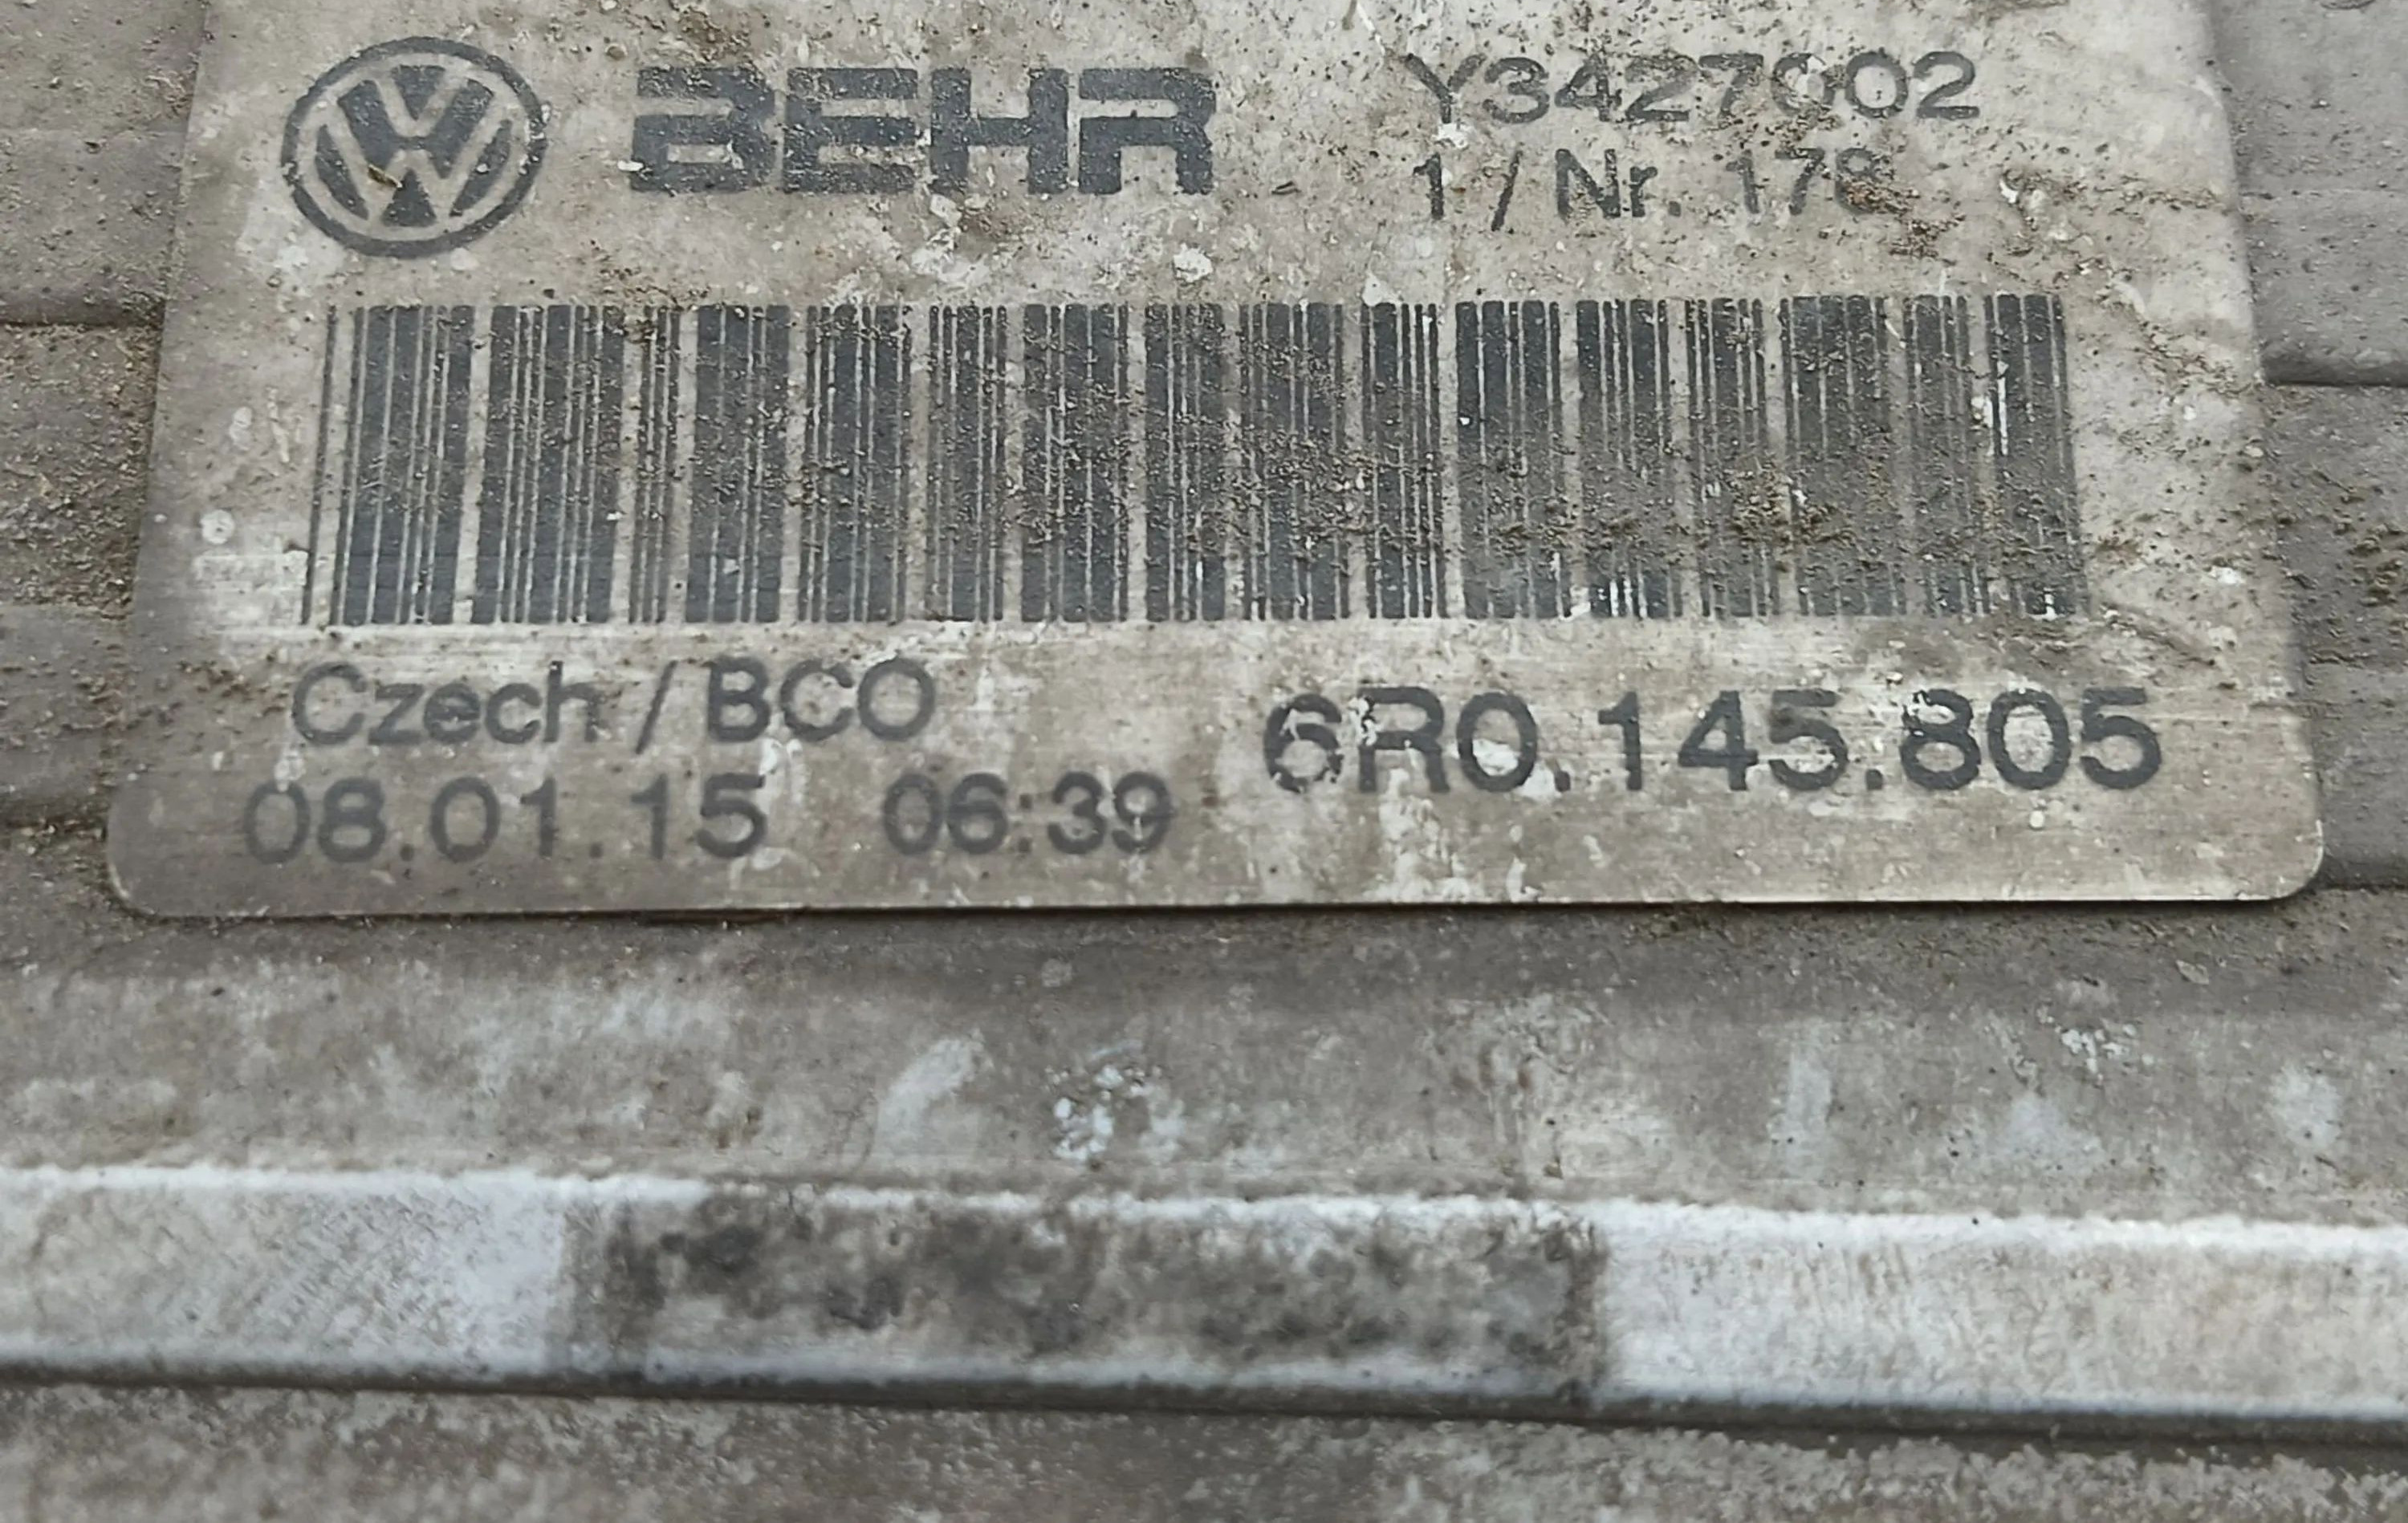 BEHR Y3427002
1 / Nr. 178
Czech / BCO
6R0.145.805
08.01.15 06:39